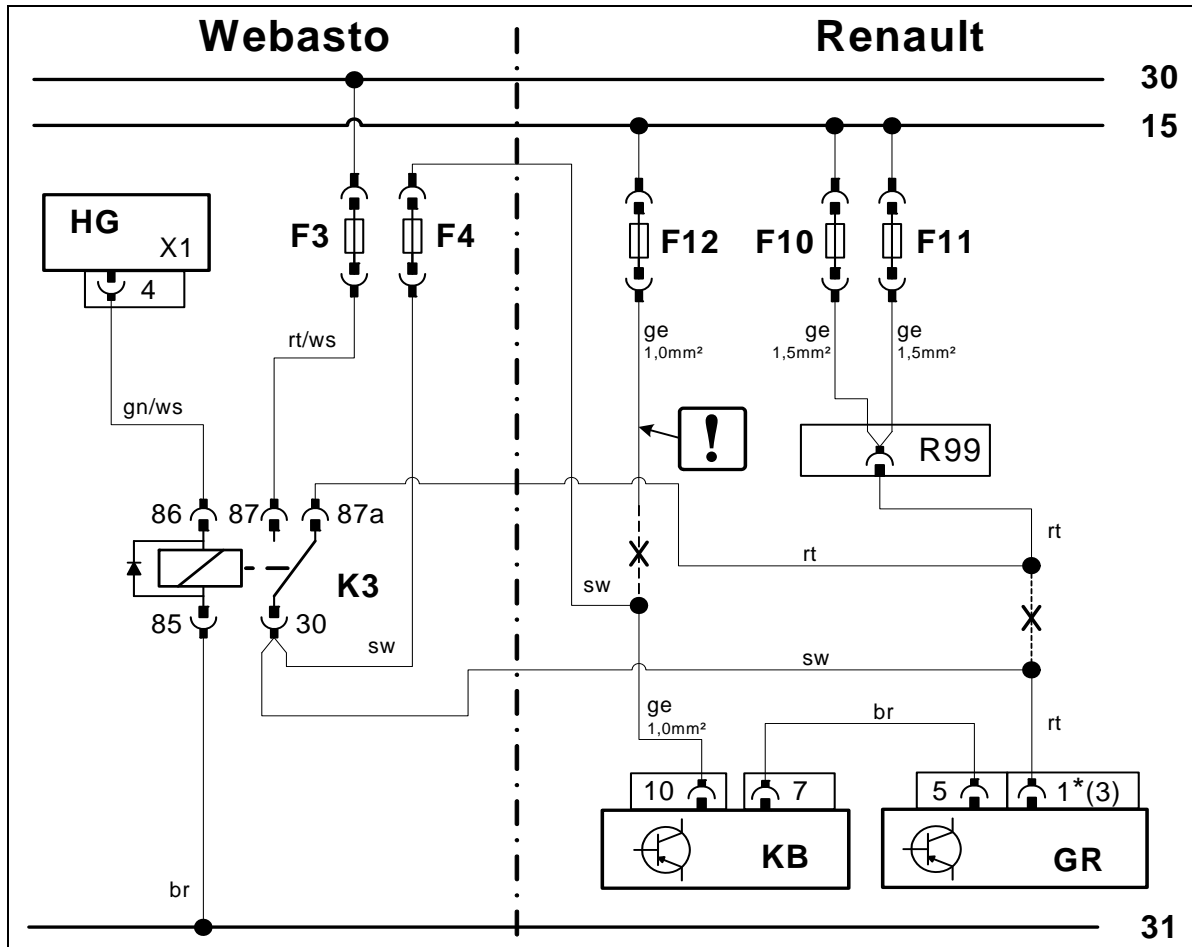 Webasto
Renault
30
15
HG
X1
4
F3
F4
F12
F10
F11
rt/ws
ge
1,0mm²
ge
1,5mm²
ge
1,5mm²
gn/ws
!
R99
86
87
87a
rt
rt
K3
sw
85
30
sw
sw
ge
1,0mm²
br
rt
10
7
5
1*(3)
KB
GR
br
31